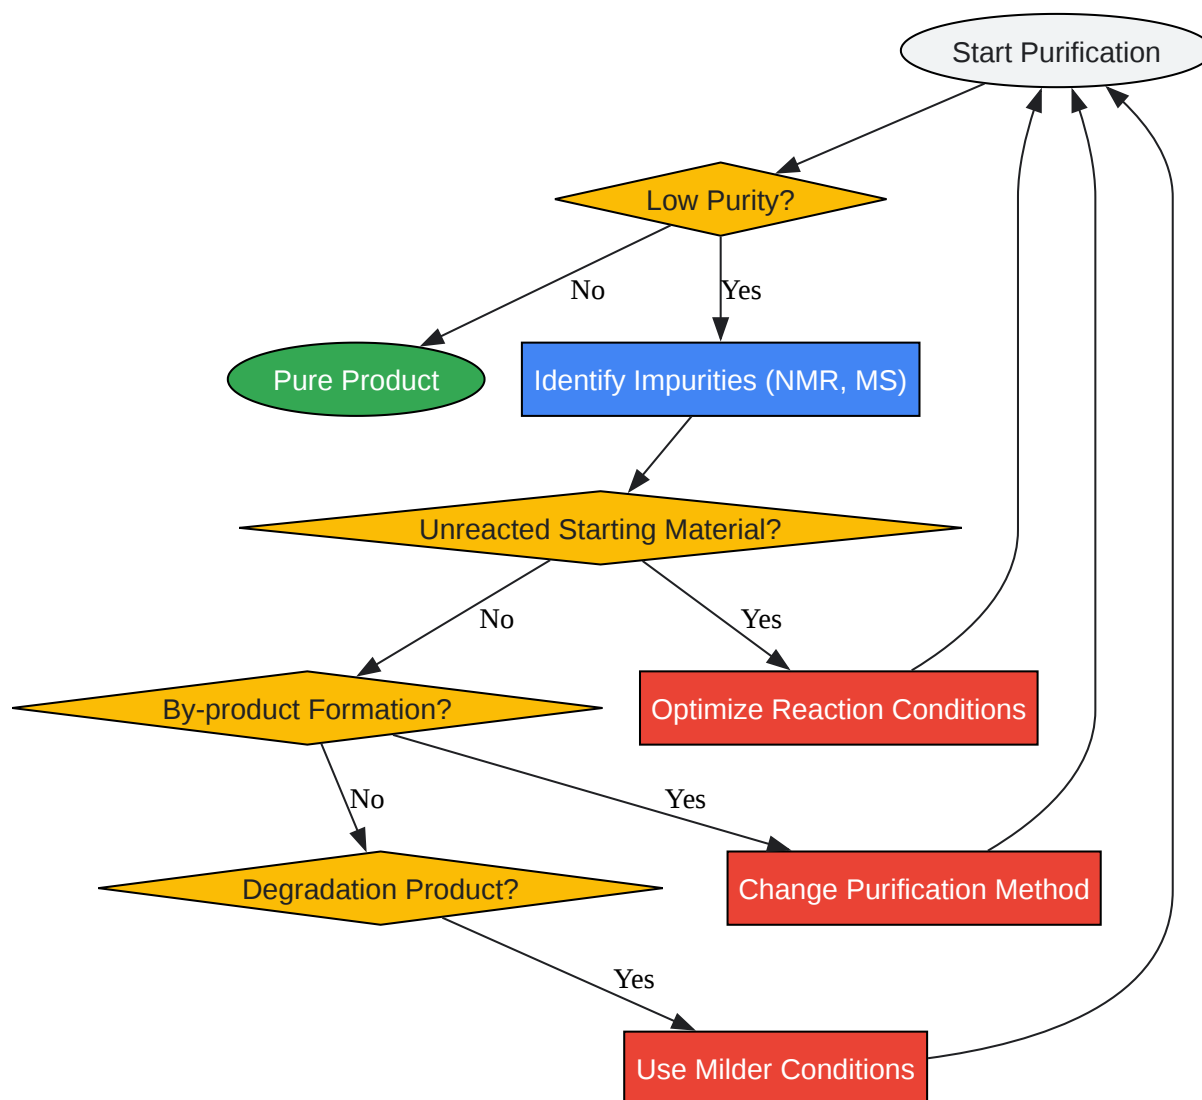 Start Purification
Low Purity?
No
Yes
Pure Product
Identify Impurities (NMR, MS)
Unreacted Starting Material?
No
Yes
By-product Formation?
Optimize Reaction Conditions
No
Yes
Degradation Product?
Change Purification Method
Yes
Use Milder Conditions